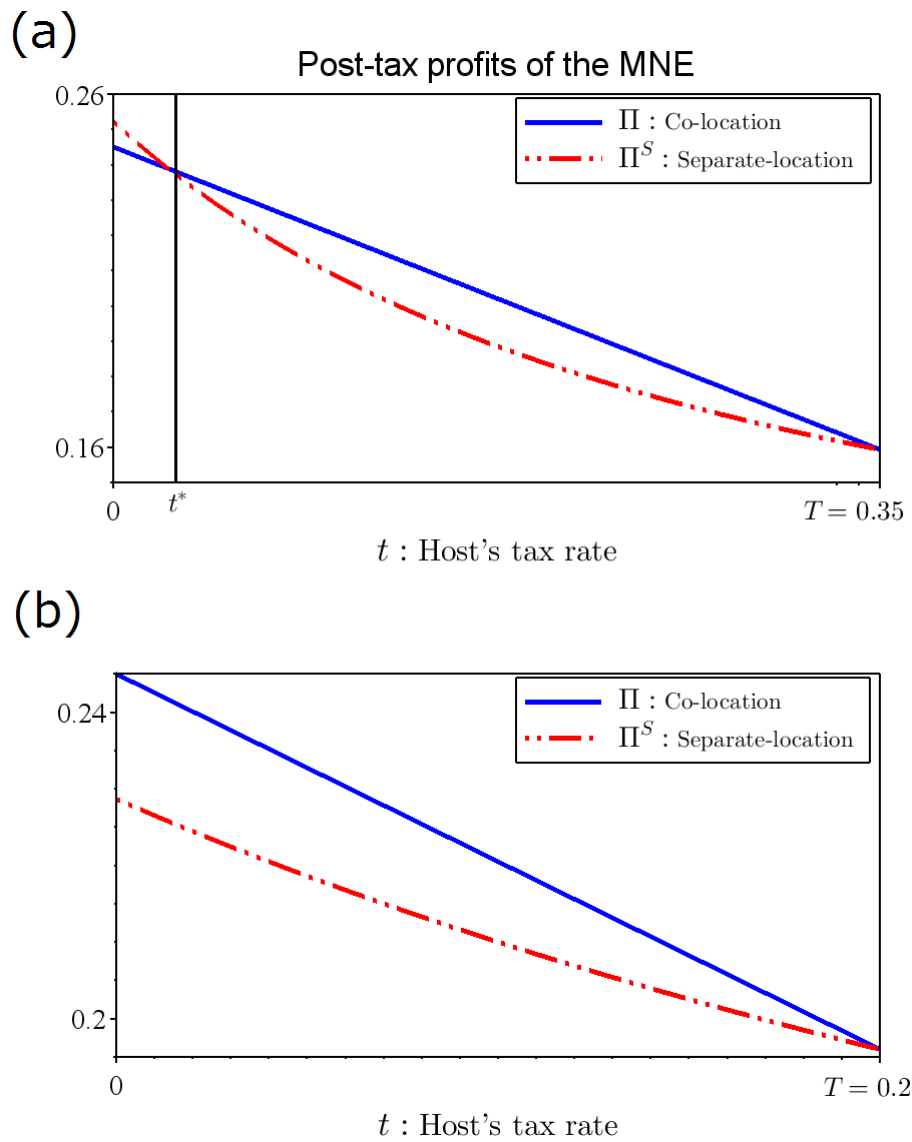 (a)
Post-tax profits of the MNE
0.26
Π : Co-location
Π^S : Separate-location
0.16
0
t*
T = 0.35
t : Host's tax rate
(b)
Π : Co-location
0.24
Π^S : Separate-location
0.2
0
T = 0.2
t : Host's tax rate